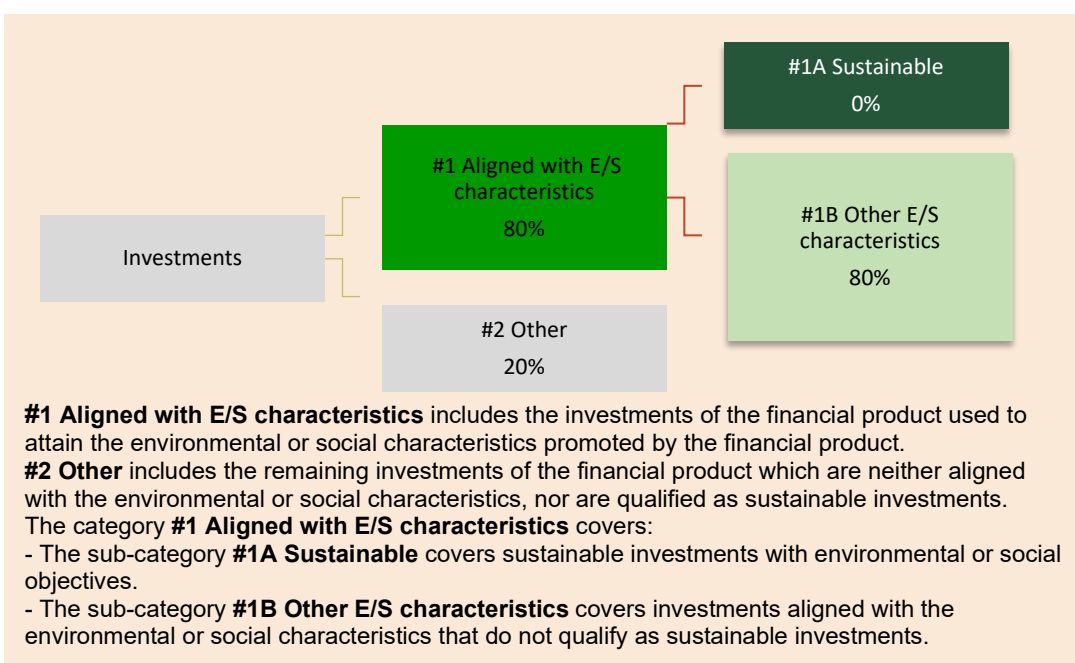 #1A Sustainable
0%
#1 Aligned with E/S
characteristics
80%
#1B Other E/S
characteristics
80%
Investments
#2 Other
20%
#1 Aligned with E/S characteristics includes the investments of the financial product used to
attain the environmental or social characteristics promoted by the financial product.
#2 Other includes the remaining investments of the financial product which are neither aligned
with the environmental or social characteristics, nor are qualified as sustainable investments.
The category #1 Aligned with E/S characteristics covers:
- The sub-category #1A Sustainable covers sustainable investments with environmental or social
objectives.
- The sub-category #1B Other E/S characteristics covers investments aligned with the
environmental or social characteristics that do not qualify as sustainable investments.